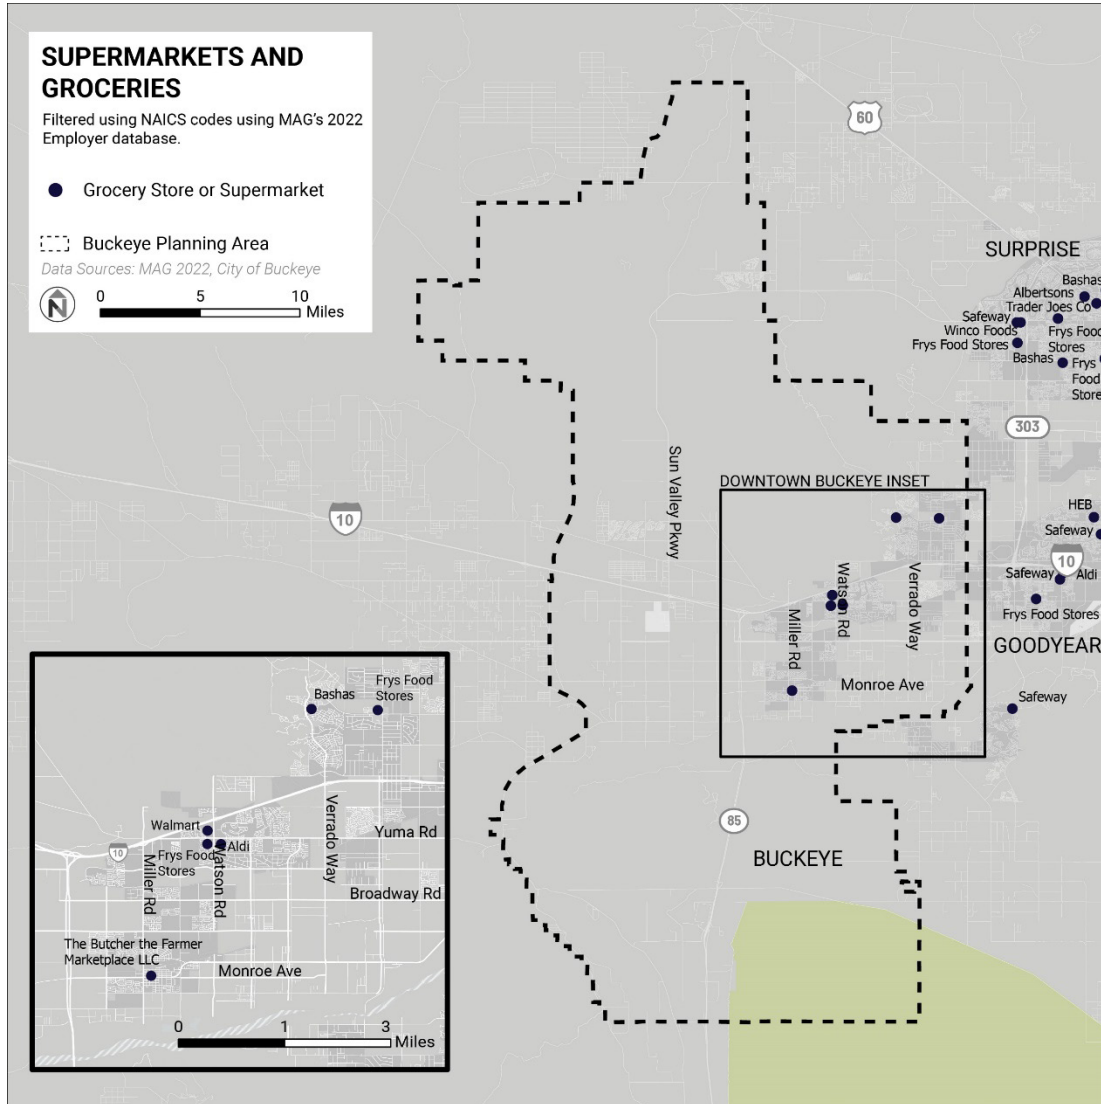 SUPERMARKETS AND
GROCERIES
Filtered using NAICS codes using MAG's 2022
Employer database.
Grocery Store or Supermarket
Buckeye Planning Area
Data Sources: MAG 2022, City of Buckeye
N
0 5 10
Miles
60
SURPRISE
Bashas
Albertsons
Trader Joes Co
Safeway
Winco Foods
Frys Food
Stores
Frys Food Stores
Bashas
Frys
Food
Store
303
Sun Valley Pkwy
DOWNTOWN BUCKEYE INSET
10
HEB
Safeway
10
Safeway
Aldi
Frys Food Stores
Watson Rd
Verrado Way
Miller Rd
GOODYEAR
Monroe Ave
Safeway
85
BUCKEYE
Bashas
Frys Food
Stores
Walmart
Verrado Way
Yuma Rd
10
Aldi
Frys Food
Stores
Miller Rd
Watson Rd
Broadway Rd
The Butcher the Farmer
Marketplace LLC
Monroe Ave
0 1 3
Miles